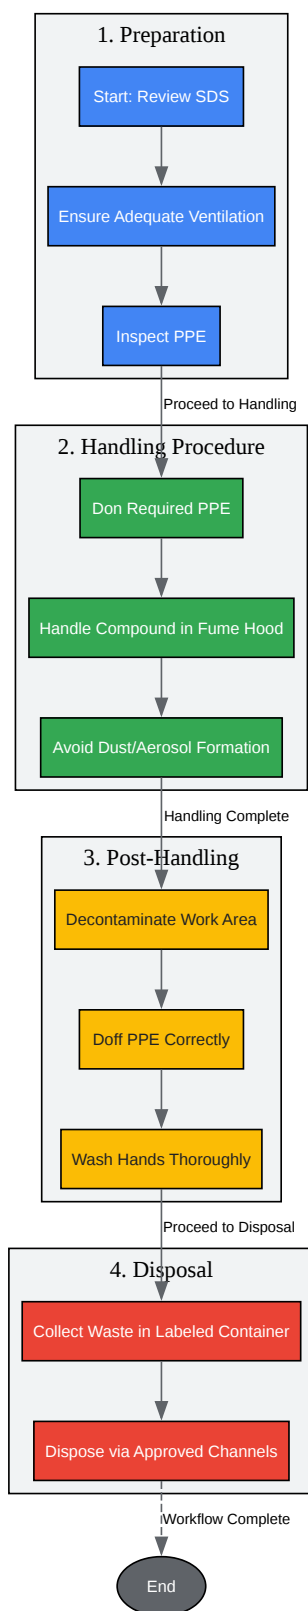 1. Preparation
Start: Review SDS
Ensure Adequate Ventilation
Inspect PPE
Proceed to Handling
2. Handling Procedure
Don Required PPE
Handle Compound in Fume Hood
Avoid Dust/Aerosol Formation
Handling Complete
3. Post-Handling
Decontaminate Work Area
Doff PPE Correctly
Wash Hands Thoroughly
Proceed to Disposal
4. Disposal
Collect Waste in Labeled Container
Dispose via Approved Channels
Workflow Complete
End